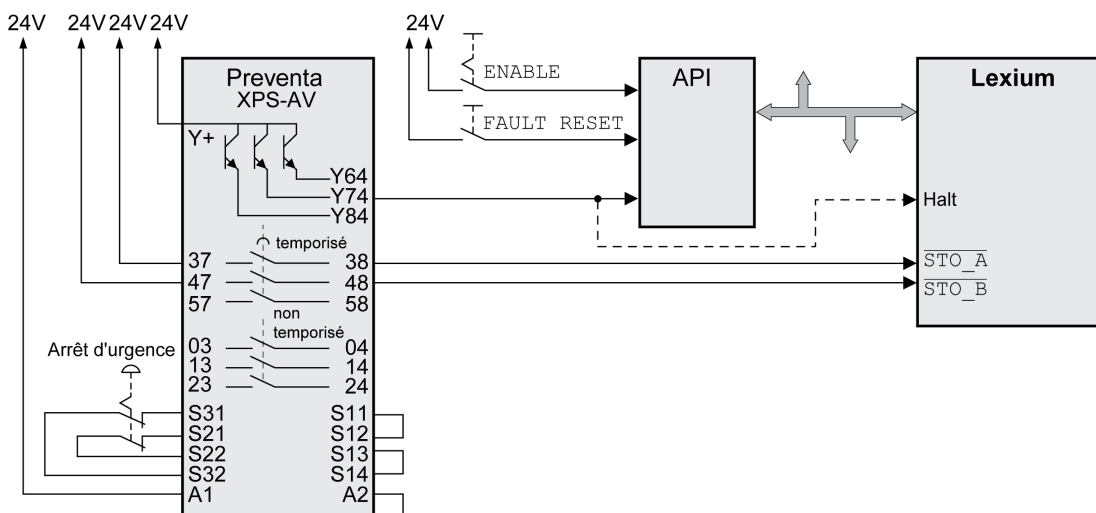 24V 24V 24V 24V
24V
Preventa
XPS-AV
Y+
Y64
Y74
Y84
temporisé
37 38
47 48
57 58
non
temporisé
03 04
13 14
23 24
Arrêt d'urgence
S31 S11
S21 S12
S22 S13
S32 S14
A1 A2
ENABLE
FAULT RESET
API
Lexium
Halt
STO_A
STO_B